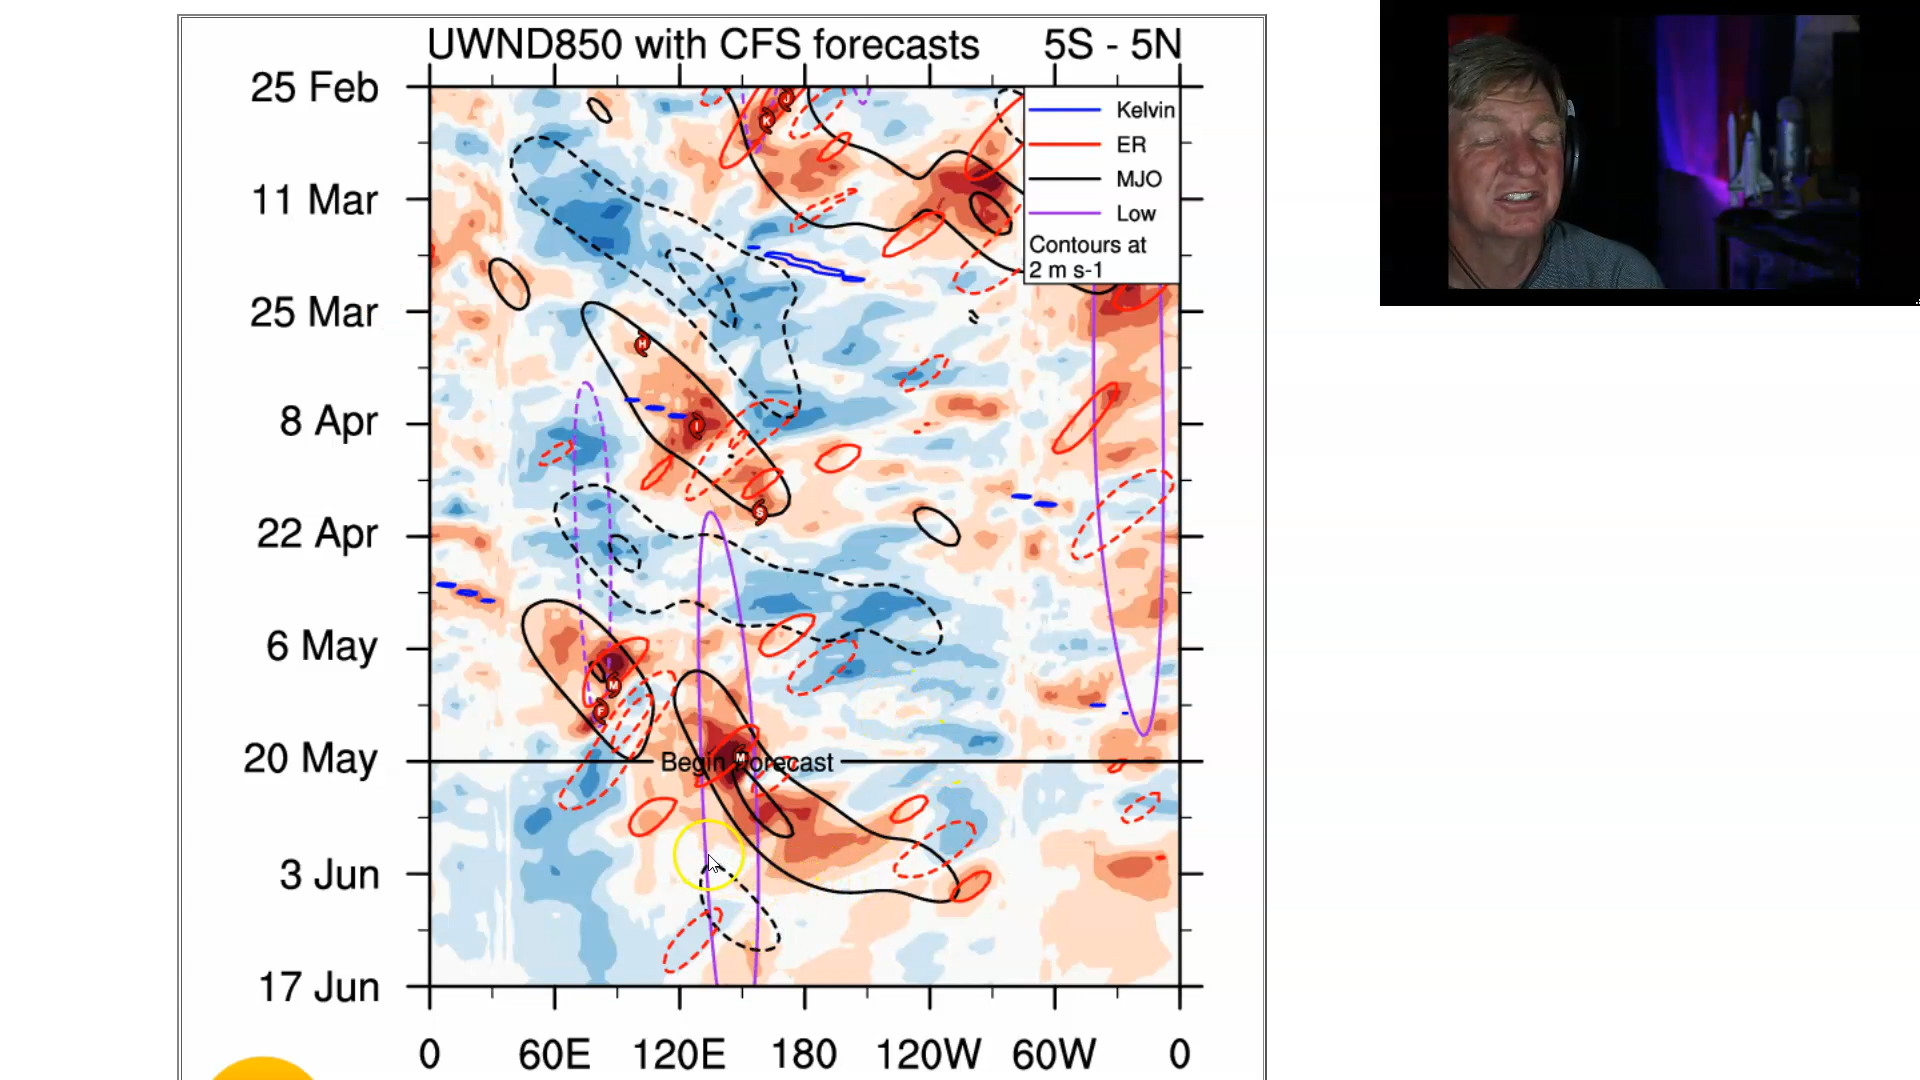 UWND850 with CFS forecasts 5S - 5N
25 Feb
11 Mar
25 Mar
8 Apr
22 Apr
6 May
20 May
3 Jun
17 Jun
Kelvin
ER
MJO
Low
Contours at
2 m s-1
J
K
H
I
S
M
F
M
Begin Forecast
0 60E 120E 180 120W 60W 0